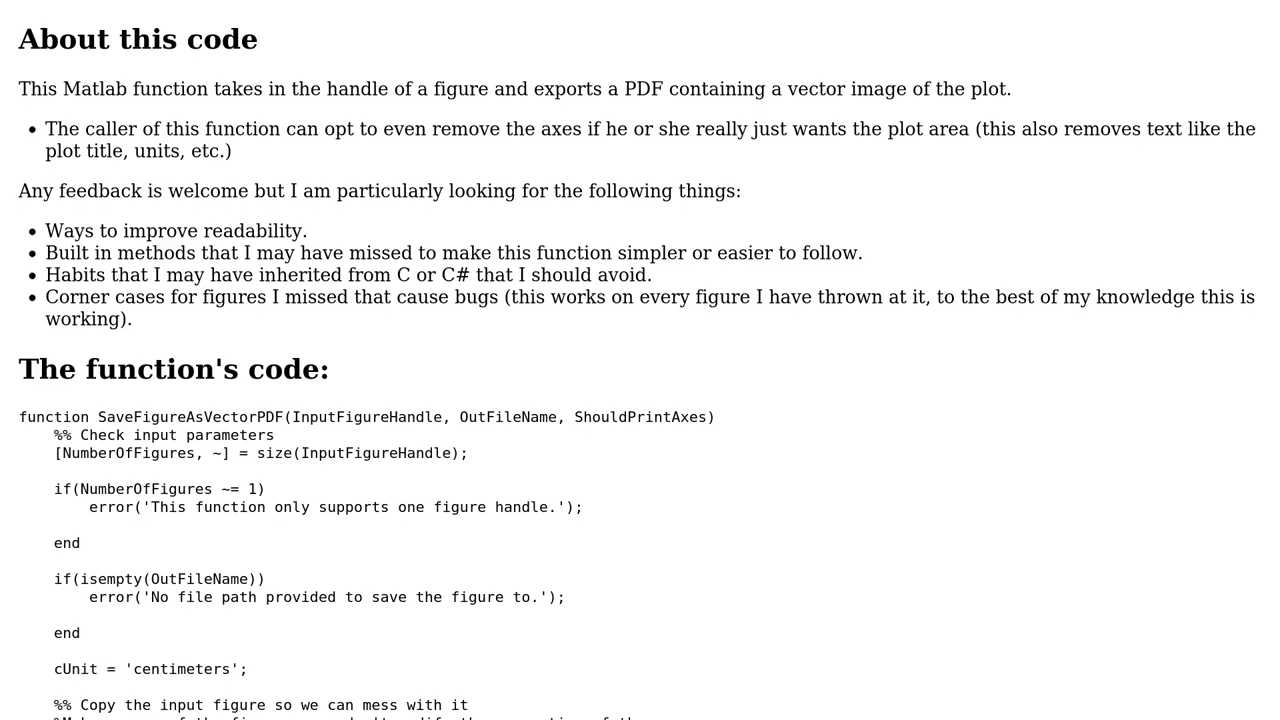 About this code
This Matlab function takes in the handle of a figure and exports a PDF containing a vector image of the plot.
• The caller of this function can opt to even remove the axes if he or she really just wants the plot area (this also removes text like the
plot title, units, etc.)
Any feedback is welcome but I am particularly looking for the following things:
• Ways to improve readability.
• Built in methods that I may have missed to make this function simpler or easier to follow.
• Habits that I may have inherited from C or C# that I should avoid.
• Corner cases for figures I missed that cause bugs (this works on every figure I have thrown at it, to the best of my knowledge this is
working).
The function's code:
function SaveFigureAsVectorPDF(InputFigureHandle, OutFileName, ShouldPrintAxes)
    %% Check input parameters
    [NumberOfFigures, ~] = size(InputFigureHandle);
    if(NumberOfFigures ~= 1)
        error('This function only supports one figure handle.');
    end
    if(isempty(OutFileName))
        error('No file path provided to save the figure to.');
    end
    cUnit = 'centimeters';
    %% Copy the input figure so we can mess with it